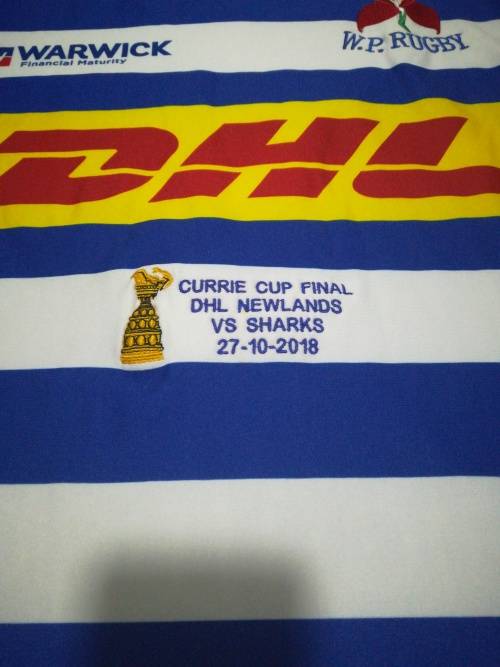 WARWICK
Financial Maturity
W.P. RUGBY
DHL
CURRIE CUP FINAL
DHL NEWLANDS
VS SHARKS
27-10-2018